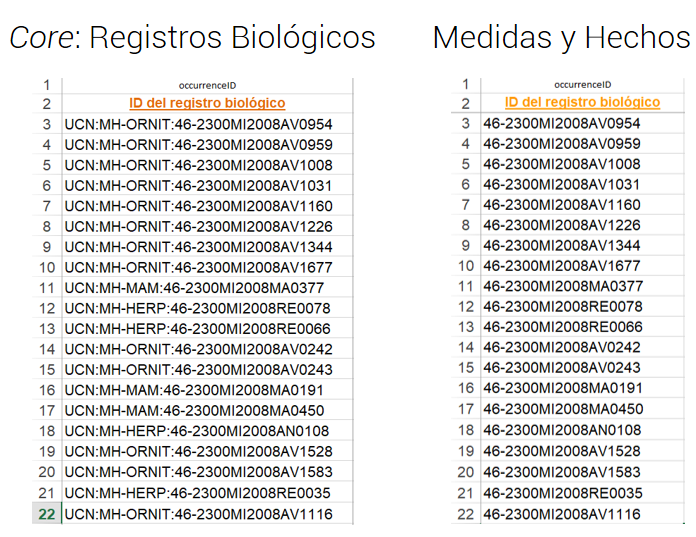 Core: Registros Biológicos
1 occurrenceID
2 ID del registro biológico
3 UCN:MH-ORNIT:46-2300MI2008AV0954
4 UCN:MH-ORNIT:46-2300MI2008AV0959
5 UCN:MH-ORNIT:46-2300MI2008AV1008
6 UCN:MH-ORNIT:46-2300MI2008AV1031
7 UCN:MH-ORNIT:46-2300MI2008AV1160
8 UCN:MH-ORNIT:46-2300MI2008AV1226
9 UCN:MH-ORNIT:46-2300MI2008AV1344
10 UCN:MH-ORNIT:46-2300MI2008AV1677
11 UCN:MH-MAM:46-2300MI2008MA0377
12 UCN:MH-HERP:46-2300MI2008RE0078
13 UCN:MH-HERP:46-2300MI2008RE0066
14 UCN:MH-ORNIT:46-2300MI2008AV0242
15 UCN:MH-ORNIT:46-2300MI2008AV0243
16 UCN:MH-MAM:46-2300MI2008MA0191
17 UCN:MH-MAM:46-2300MI2008MA0450
18 UCN:MH-HERP:46-2300MI2008AN0108
19 UCN:MH-ORNIT:46-2300MI2008AV1528
20 UCN:MH-ORNIT:46-2300MI2008AV1583
21 UCN:MH-HERP:46-2300MI2008RE0035
22 UCN:MH-ORNIT:46-2300MI2008AV1116
Medidas y Hechos
1 occurrenceID
2 ID del registro biológico
3 46-2300MI2008AV0954
4 46-2300MI2008AV0959
5 46-2300MI2008AV1008
6 46-2300MI2008AV1031
7 46-2300MI2008AV1160
8 46-2300MI2008AV1226
9 46-2300MI2008AV1344
10 46-2300MI2008AV1677
11 46-2300MI2008MA0377
12 46-2300MI2008RE0078
13 46-2300MI2008RE0066
14 46-2300MI2008AV0242
15 46-2300MI2008AV0243
16 46-2300MI2008MA0191
17 46-2300MI2008MA0450
18 46-2300MI2008AN0108
19 46-2300MI2008AV1528
20 46-2300MI2008AV1583
21 46-2300MI2008RE0035
22 46-2300MI2008AV1116